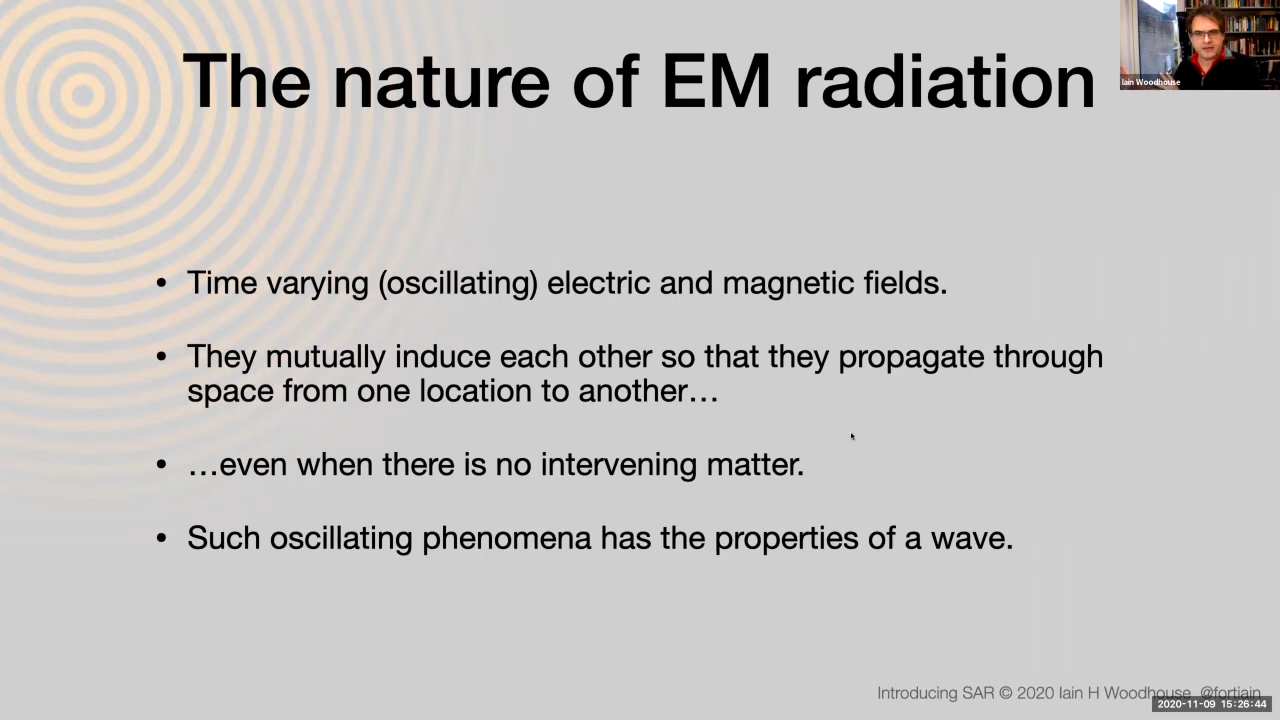 The nature of EM radiation
Iain Woodhouse
• Time varying (oscillating) electric and magnetic fields.
• They mutually induce each other so that they propagate through
space from one location to another…
• …even when there is no intervening matter.
• Such oscillating phenomena has the properties of a wave.
Introducing SAR © 2020 Iain H Woodhouse @fortiain
2020-11-09 15:26:44